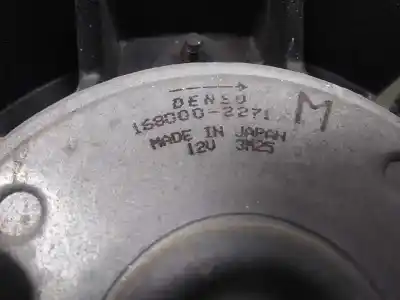 DENSO
168000-2271
MADE IN JAPAN
12V 3M25
M